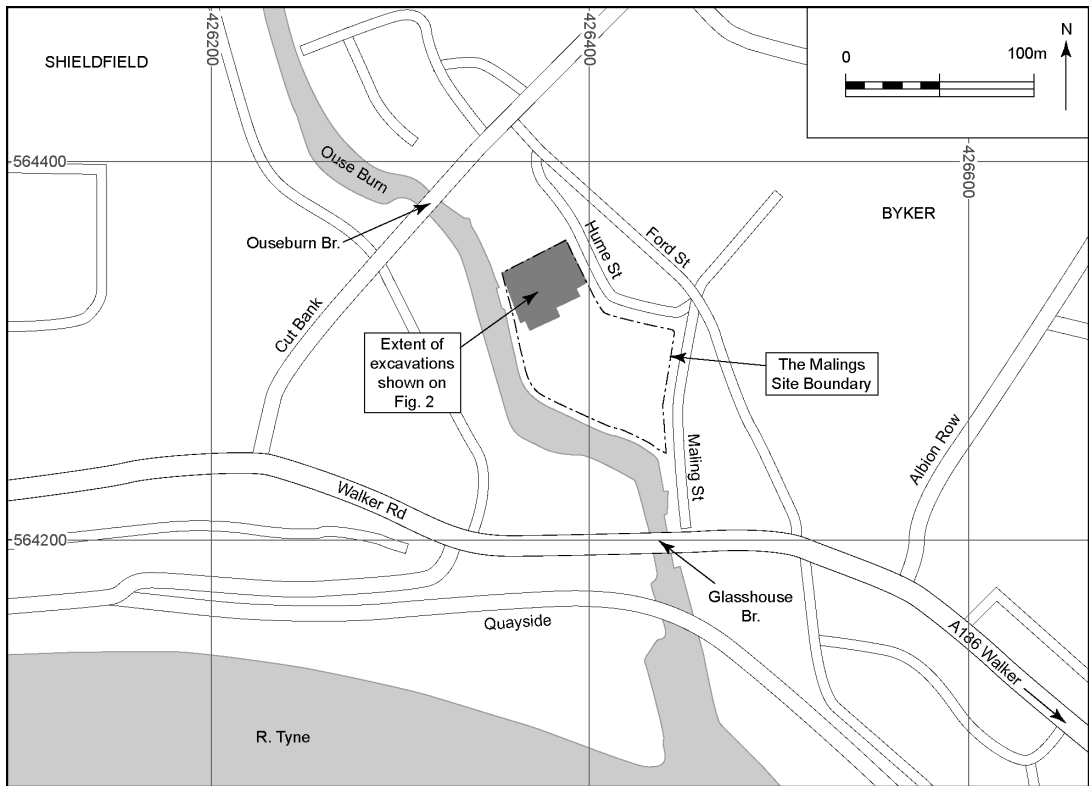 SHIELDFIELD
426200
426400
0
100m
N
564400
426600
Ouse Burn
BYKER
Ouseburn Br.
Hume St
Ford St
Cut Bank
Extent of
excavations
shown on
Fig. 2
The Malings
Site Boundary
Maling St
Albion Row
Walker Rd
564200
Glasshouse
Br.
Quayside
A186 Walker
R. Tyne